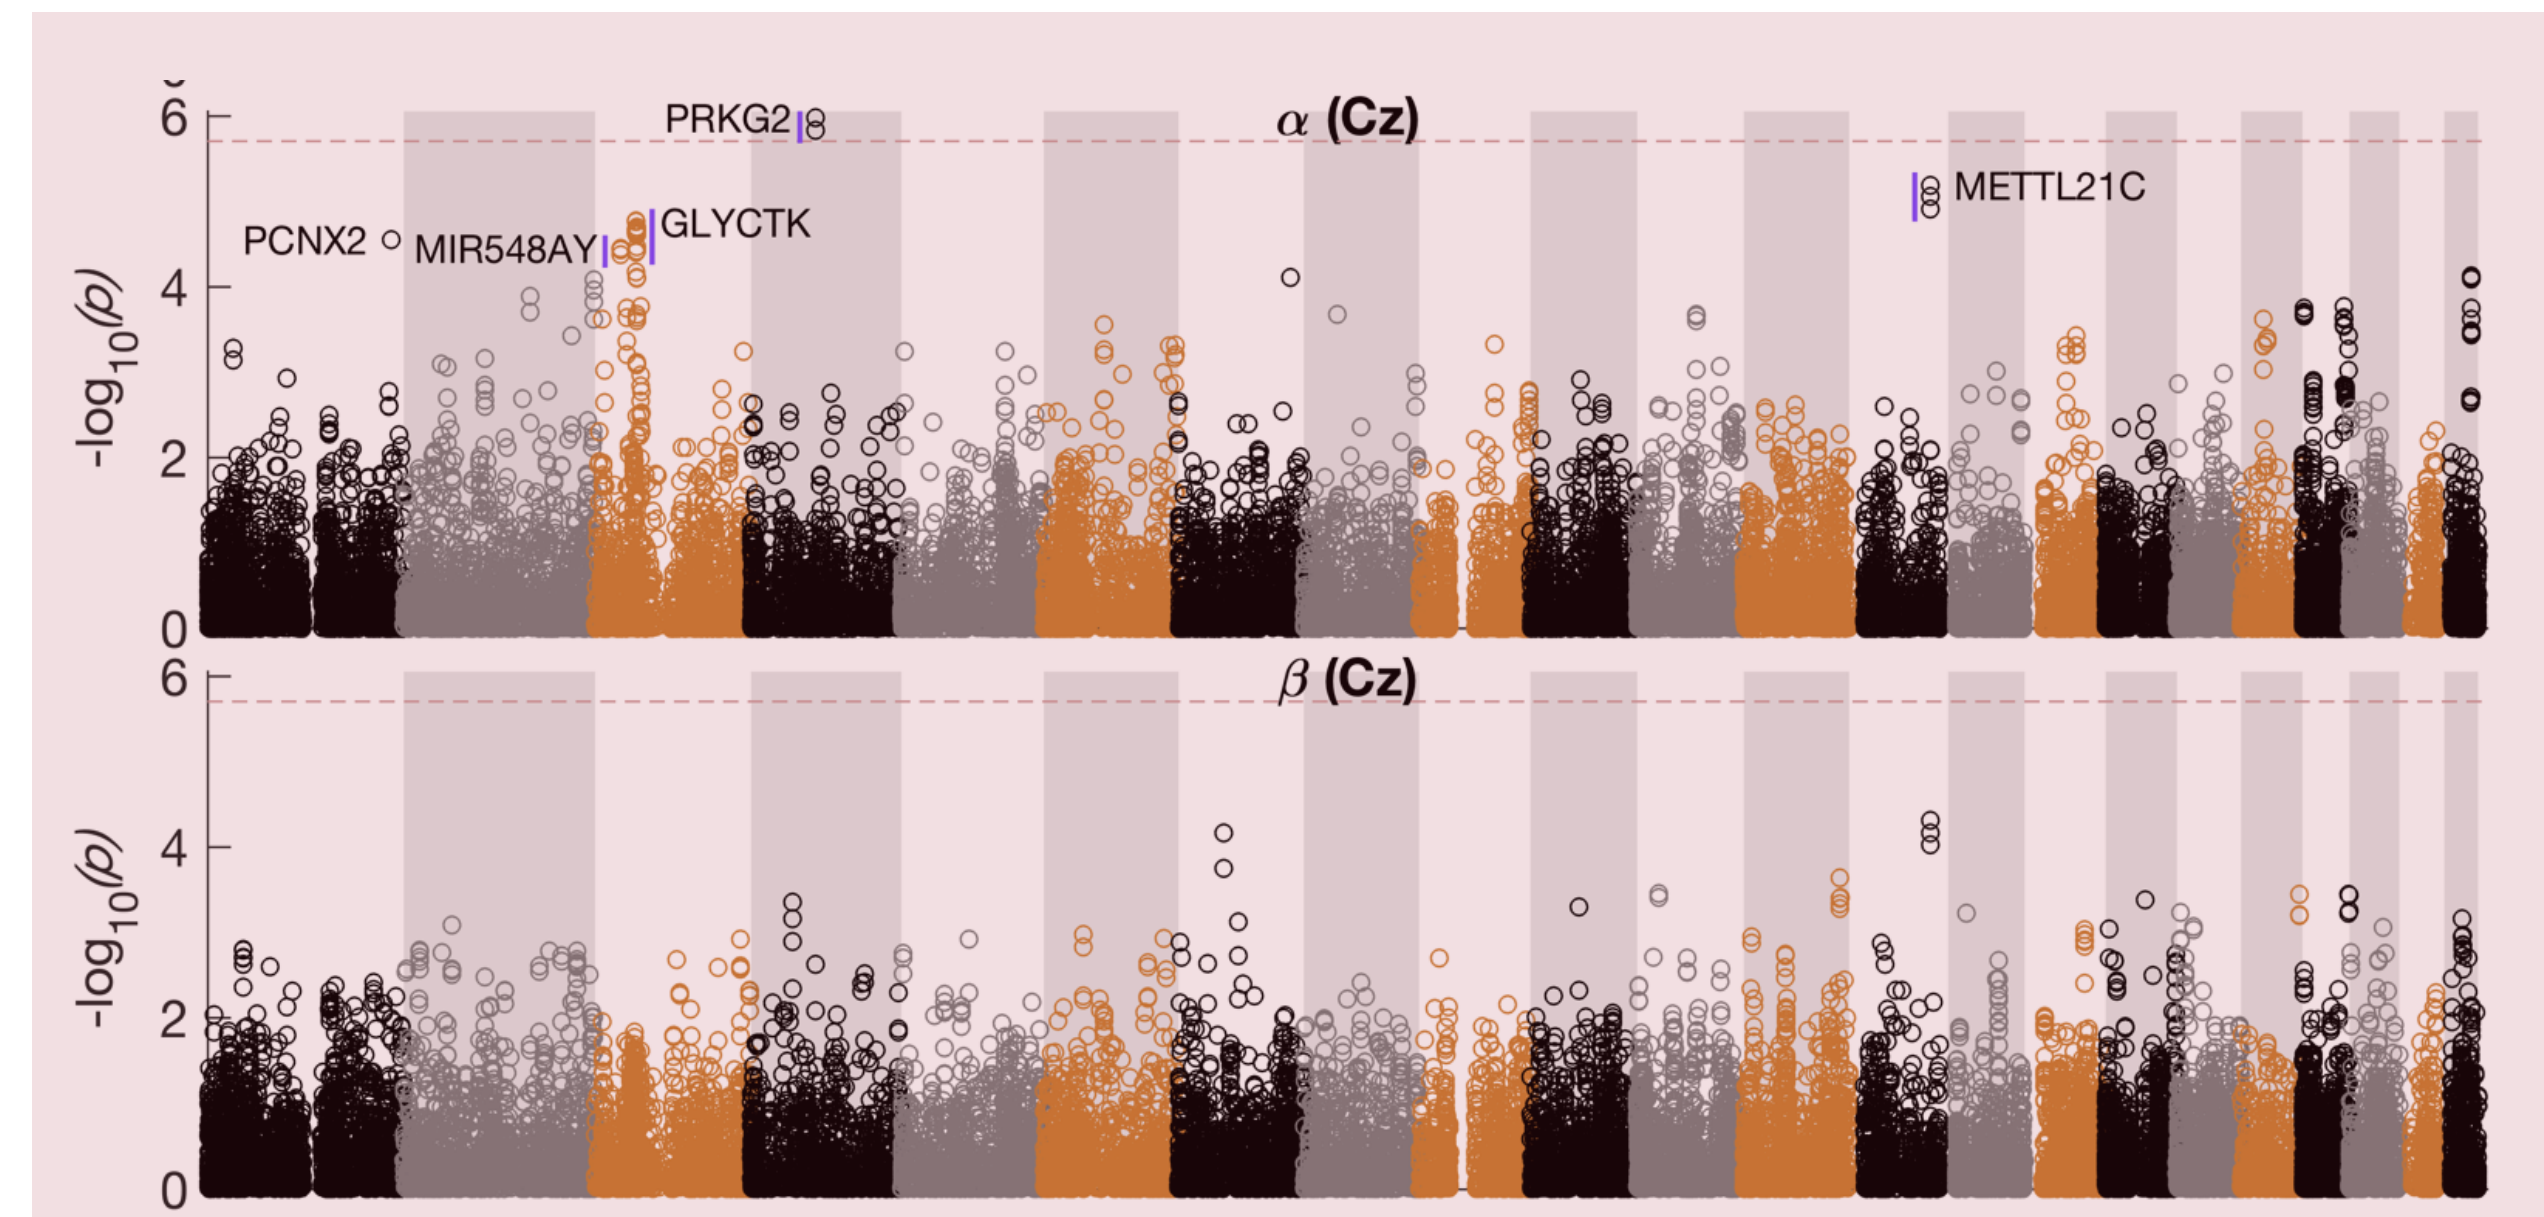 6
PRKG2
α (Cz)
METTL21C
GLYCTK
PCNX2
MIR548AY
4
-log10(p)
2
0
6
β (Cz)
4
-log10(p)
2
0